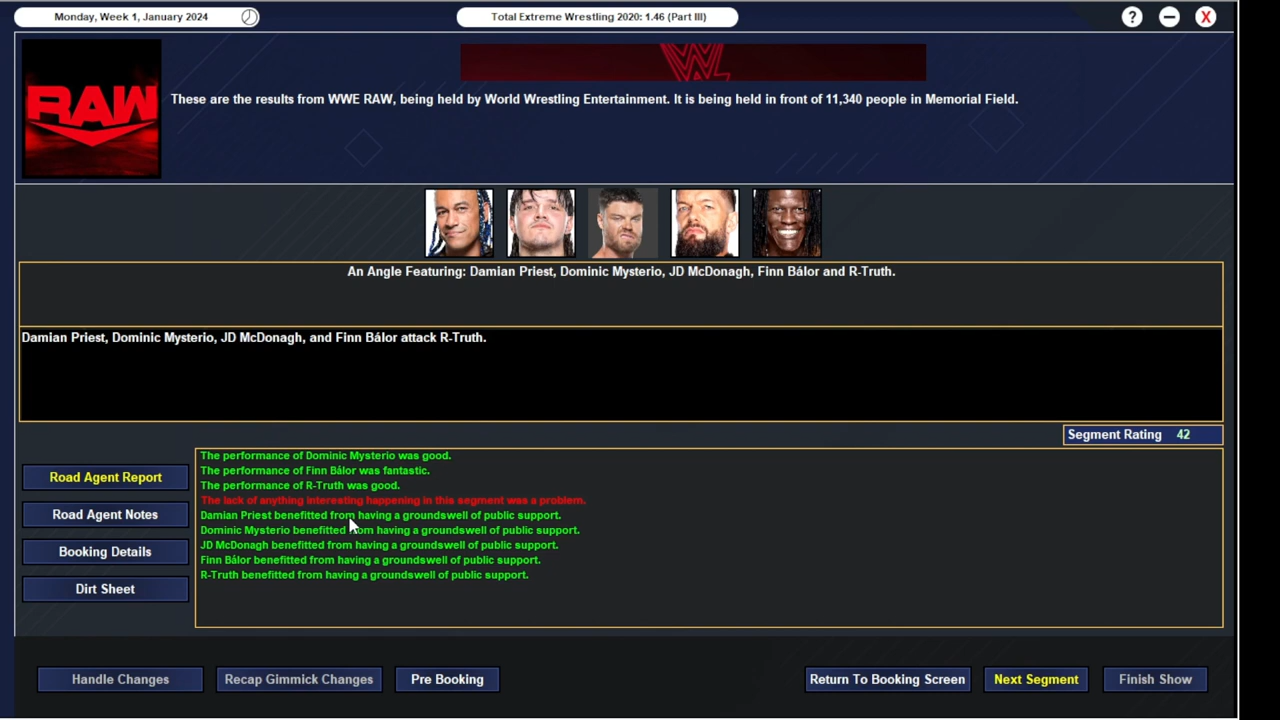 Monday, Week 1, January 2024
Total Extreme Wrestling 2020: 1.46 (Part III)
?
X
RAW
W
These are the results from WWE RAW, being held by World Wrestling Entertainment. It is being held in front of 11,340 people in Memorial Field.
An Angle Featuring: Damian Priest, Dominic Mysterio, JD McDonagh, Finn Bálor and R-Truth.
Damian Priest, Dominic Mysterio, JD McDonagh, and Finn Bálor attack R-Truth.
Segment Rating 42
Road Agent Report
Road Agent Notes
Booking Details
Dirt Sheet
The performance of Dominic Mysterio was good.
The performance of Finn Bálor was fantastic.
The performance of R-Truth was good.
The lack of anything interesting happening in this segment was a problem.
Damian Priest benefitted from having a groundswell of public support.
Dominic Mysterio benefitted from having a groundswell of public support.
JD McDonagh benefitted from having a groundswell of public support.
Finn Bálor benefitted from having a groundswell of public support.
R-Truth benefitted from having a groundswell of public support.
Handle Changes
Recap Gimmick Changes
Pre Booking
Return To Booking Screen
Next Segment
Finish Show